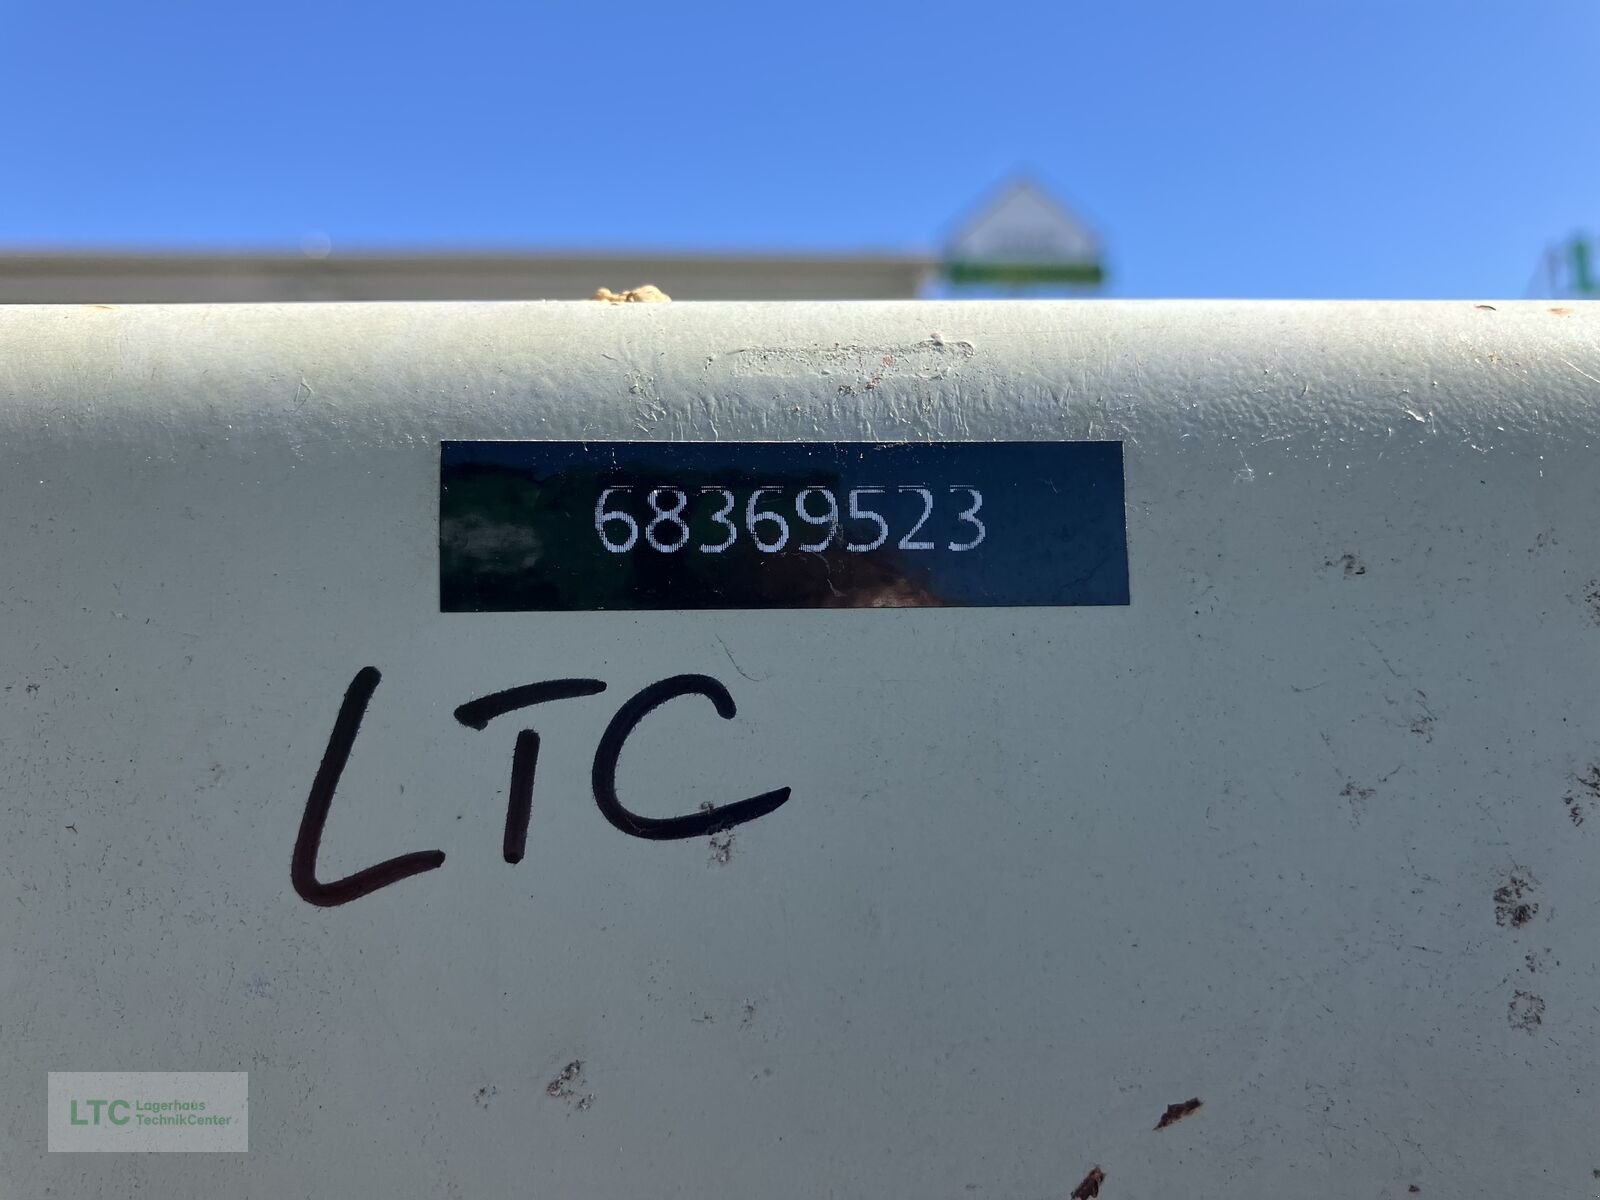 68369523
LTC
LTC Lagerhaus
TechnikCenter